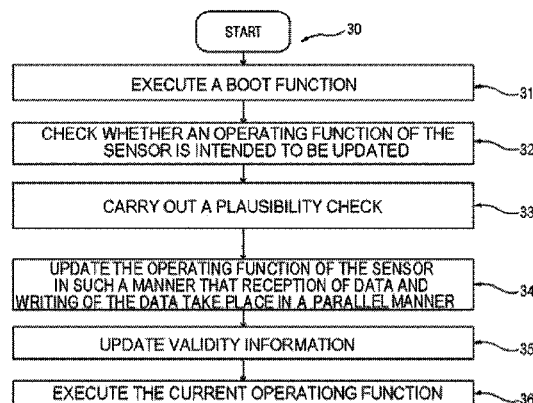 START
30
EXECUTE A BOOT FUNCTION
31
CHECK WHETHER AN OPERATING FUNCTION OF THE
SENSOR IS INTENDED TO BE UPDATED
32
CARRY OUT A PLAUSIBILITY CHECK
33
UPDATE THE OPERATING FUNCTION OF THE SENSOR
IN SUCH A MANNER THAT RECEPTION OF DATA AND
WRITING OF THE DATA TAKE PLACE IN A PARALLEL MANNER
34
UPDATE VALIDITY INFORMATION
35
EXECUTE THE CURRENT OPERATIONG FUNCTION
36